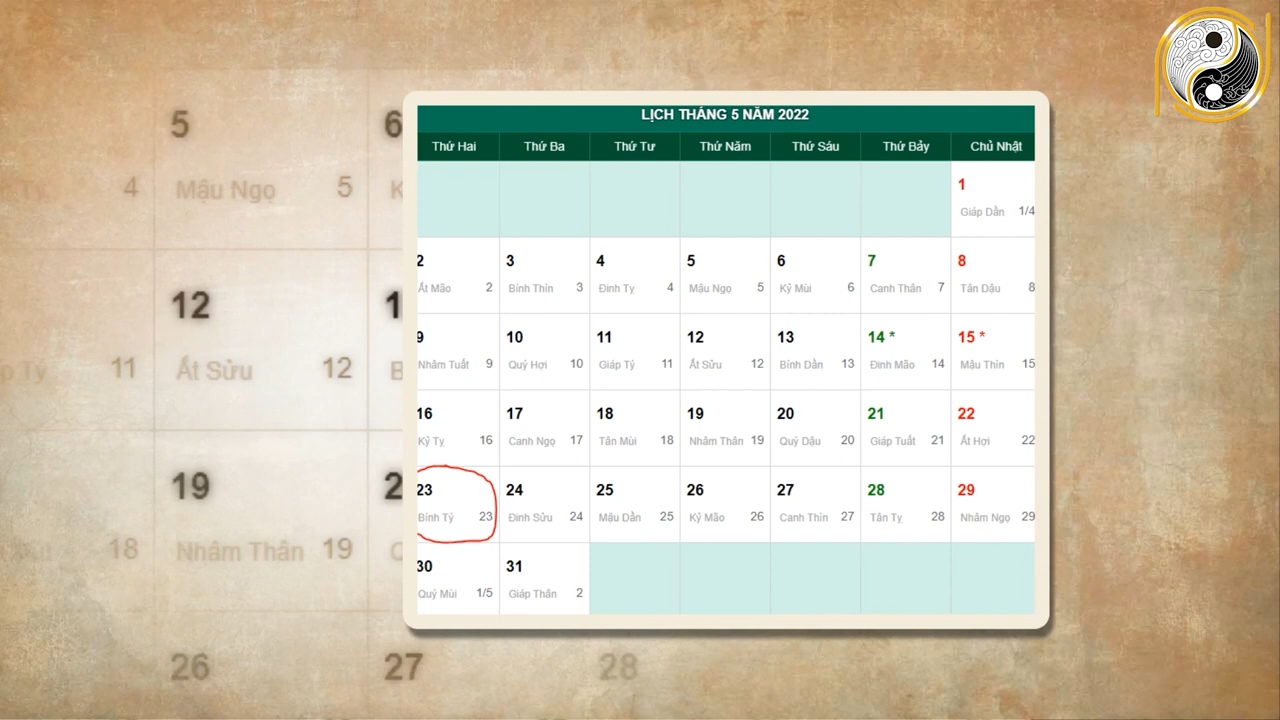 LỊCH THÁNG 5 NĂM 2022
Thứ Hai Thứ Ba Thứ Tư Thứ Năm Thứ Sáu Thứ Bảy Chủ Nhật
1
Giáp Dần 1/4
2 3 4 5 6 7 8
Ất Mão 2 Bính Thìn 3 Đinh Tỵ 4 Mậu Ngọ 5 Kỷ Mùi 6 Canh Thân 7 Tân Dậu 8
9 10 11 12 13 14 * 15 *
Nhâm Tuất 9 Quý Hợi 10 Giáp Tý 11 Ất Sửu 12 Bính Dần 13 Đinh Mão 14 Mậu Thìn 15
16 17 18 19 20 21 22
Kỷ Tỵ 16 Canh Ngọ 17 Tân Mùi 18 Nhâm Thân 19 Quý Dậu 20 Giáp Tuất 21 Ất Hợi 22
23 24 25 26 27 28 29
Bính Tý 23 Đinh Sửu 24 Mậu Dần 25 Kỷ Mão 26 Canh Thìn 27 Tân Tỵ 28 Nhâm Ngọ 29
30 31
Quý Mùi 1/5 Giáp Thân 2
5 6
4 Mậu Ngọ 5 K
12 1
11 Ất Sửu 12 B
19 2
18 Nhâm Thân 19
26 27 28